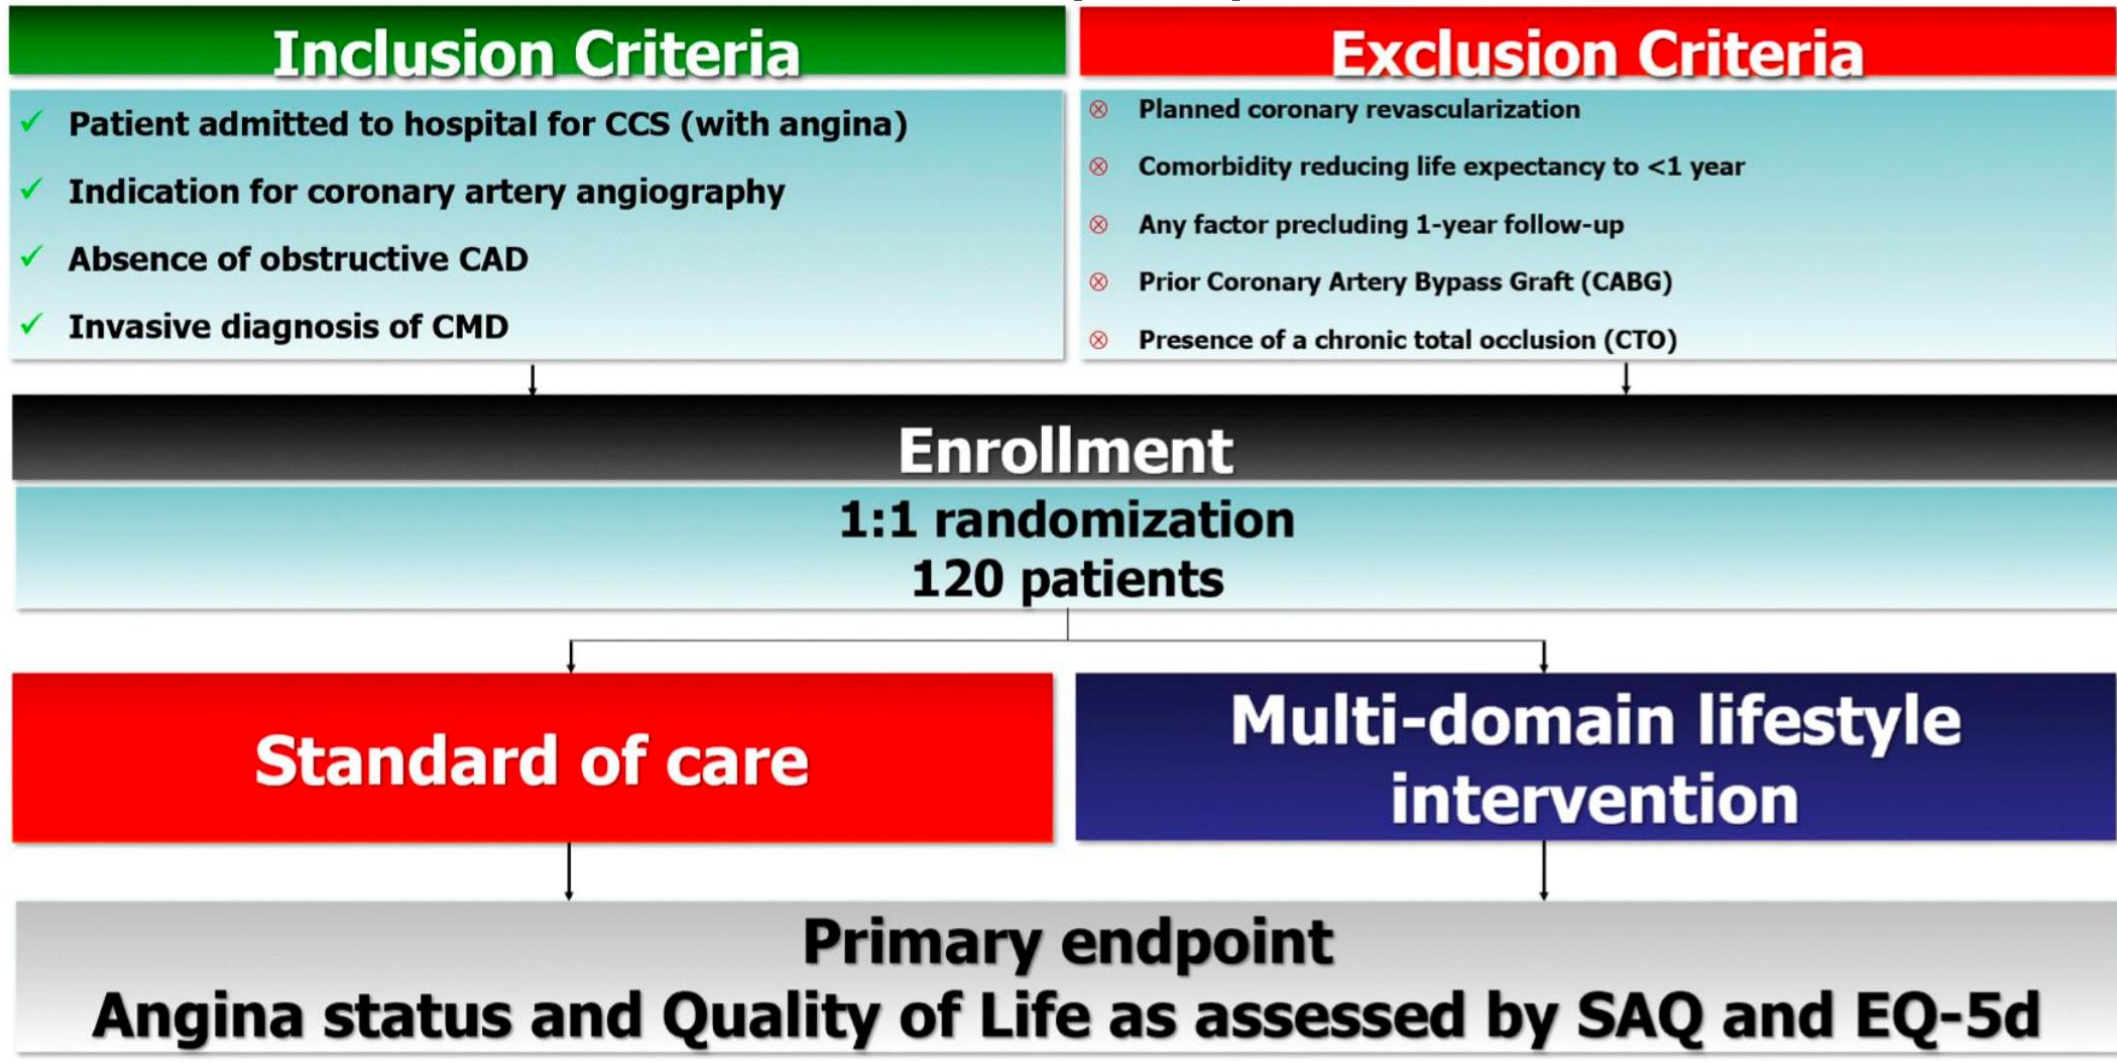 Inclusion Criteria
Patient admitted to hospital for CCS (with angina)
Indication for coronary artery angiography
Absence of obstructive CAD
Invasive diagnosis of CMD
Exclusion Criteria
Planned coronary revascularization
Comorbidity reducing life expectancy to <1 year
Any factor precluding 1-year follow-up
Prior Coronary Artery Bypass Graft (CABG)
Presence of a chronic total occlusion (CTO)
Enrollment
1:1 randomization
120 patients
Standard of care
Multi-domain lifestyle
intervention
Primary endpoint
Angina status and Quality of Life as assessed by SAQ and EQ-5d